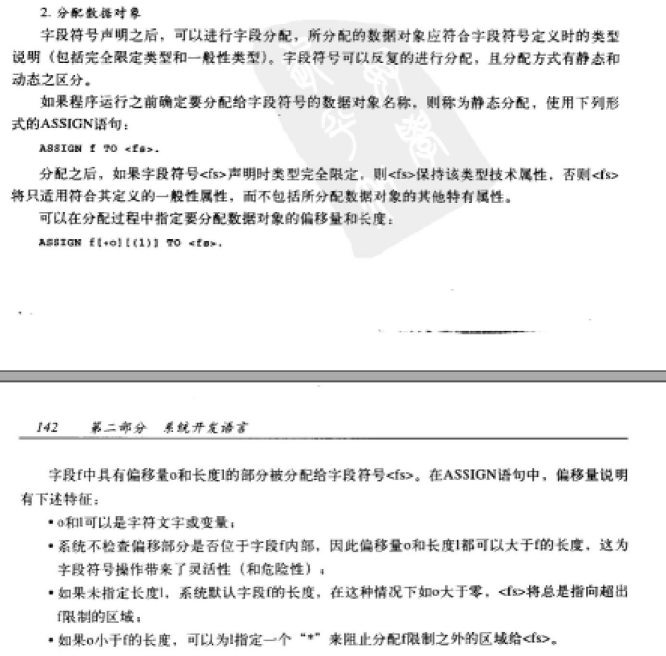 2. 分配数据对象
字段符号声明之后，可以进行字段分配，所分配的数据对象应符合字段符号定义时的类型
说明（包括完全限定类型和一般性类型）。字段符号可以反复的进行分配，且分配方式有静态和
动态之区分。
如果程序运行之前确定要分配给字段符号的数据对象名称，则称为静态分配，使用下列形
式的ASSIGN语句：
ASSIGN f TO <fs>.
分配之后，如果字段符号<fs>声明时类型完全限定，则<fs>保持该类型技术属性，否则<fs>
将只适用符合其定义的一般性属性，而不包括所分配数据对象的其他特有属性。
可以在分配过程中指定要分配数据对象的偏移量和长度：
ASSIGN f[+o][(l)] TO <fs>.
142 第二部分 系统开发语言
字段f中具有偏移量o和长度l的部分被分配给字段符号<fs>。在ASSIGN语句中，偏移量说明
有下述特征：
•o和l可以是字符文字或变量；
•系统不检查偏移部分是否位于字段f内部，因此偏移量o和长度l都可以大于f的长度，这为
字段符号操作带来了灵活性（和危险性）；
•如果未指定长度l，系统默认字段f的长度，在这种情况下如o大于零，<fs>将总是指向超出
f限制的区域；
•如果o小于f的长度，可以为l指定一个“*”来阻止分配f限制之外的区域给<fs>。